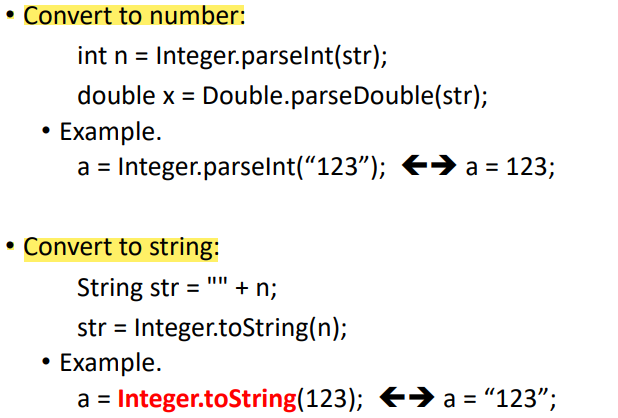 • Convert to number:
int n = Integer.parseInt(str);
double x = Double.parseDouble(str);
• Example.
a = Integer.parseInt(“123”); 🡨🡪 a = 123;
• Convert to string:
String str = "" + n;
str = Integer.toString(n);
• Example.
a = Integer.toString(123); 🡨🡪 a = “123”;